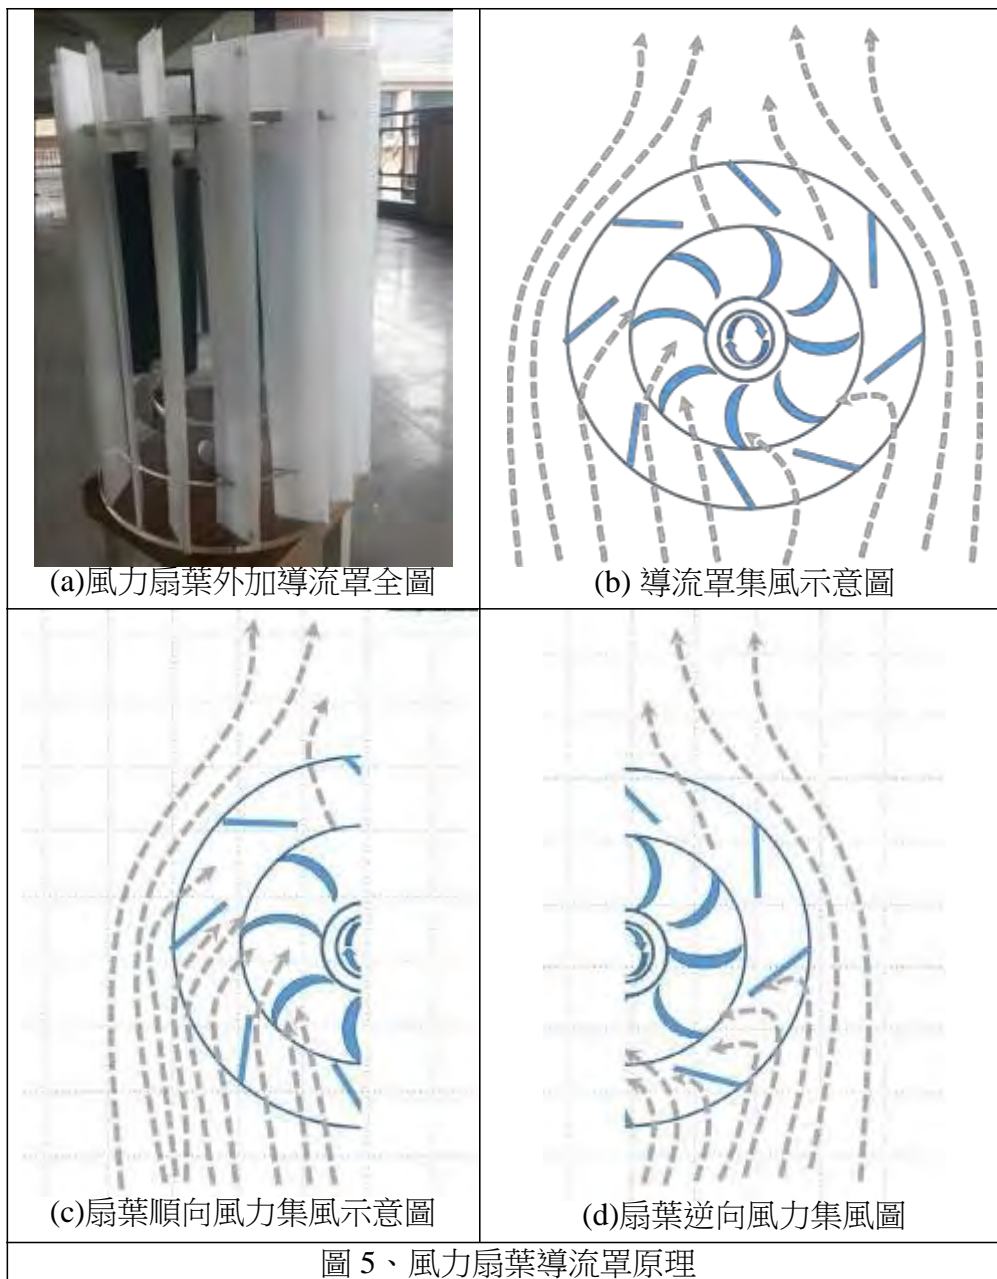 (a)風力扇葉外加導流罩全圖
(b) 導流罩集風示意圖
(c)扇葉順向風力集風示意圖
(d)扇葉逆向風力集風圖
圖 5、風力扇葉導流罩原理